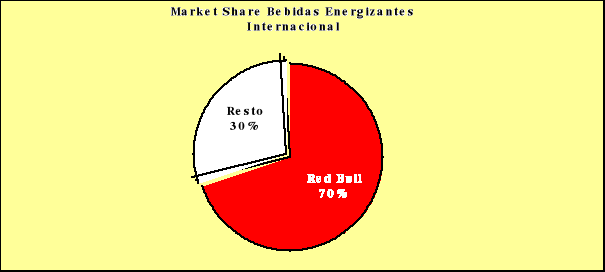 Market Share Bebidas Energizantes
Internacional
Resto
30%
Red Bull
70%